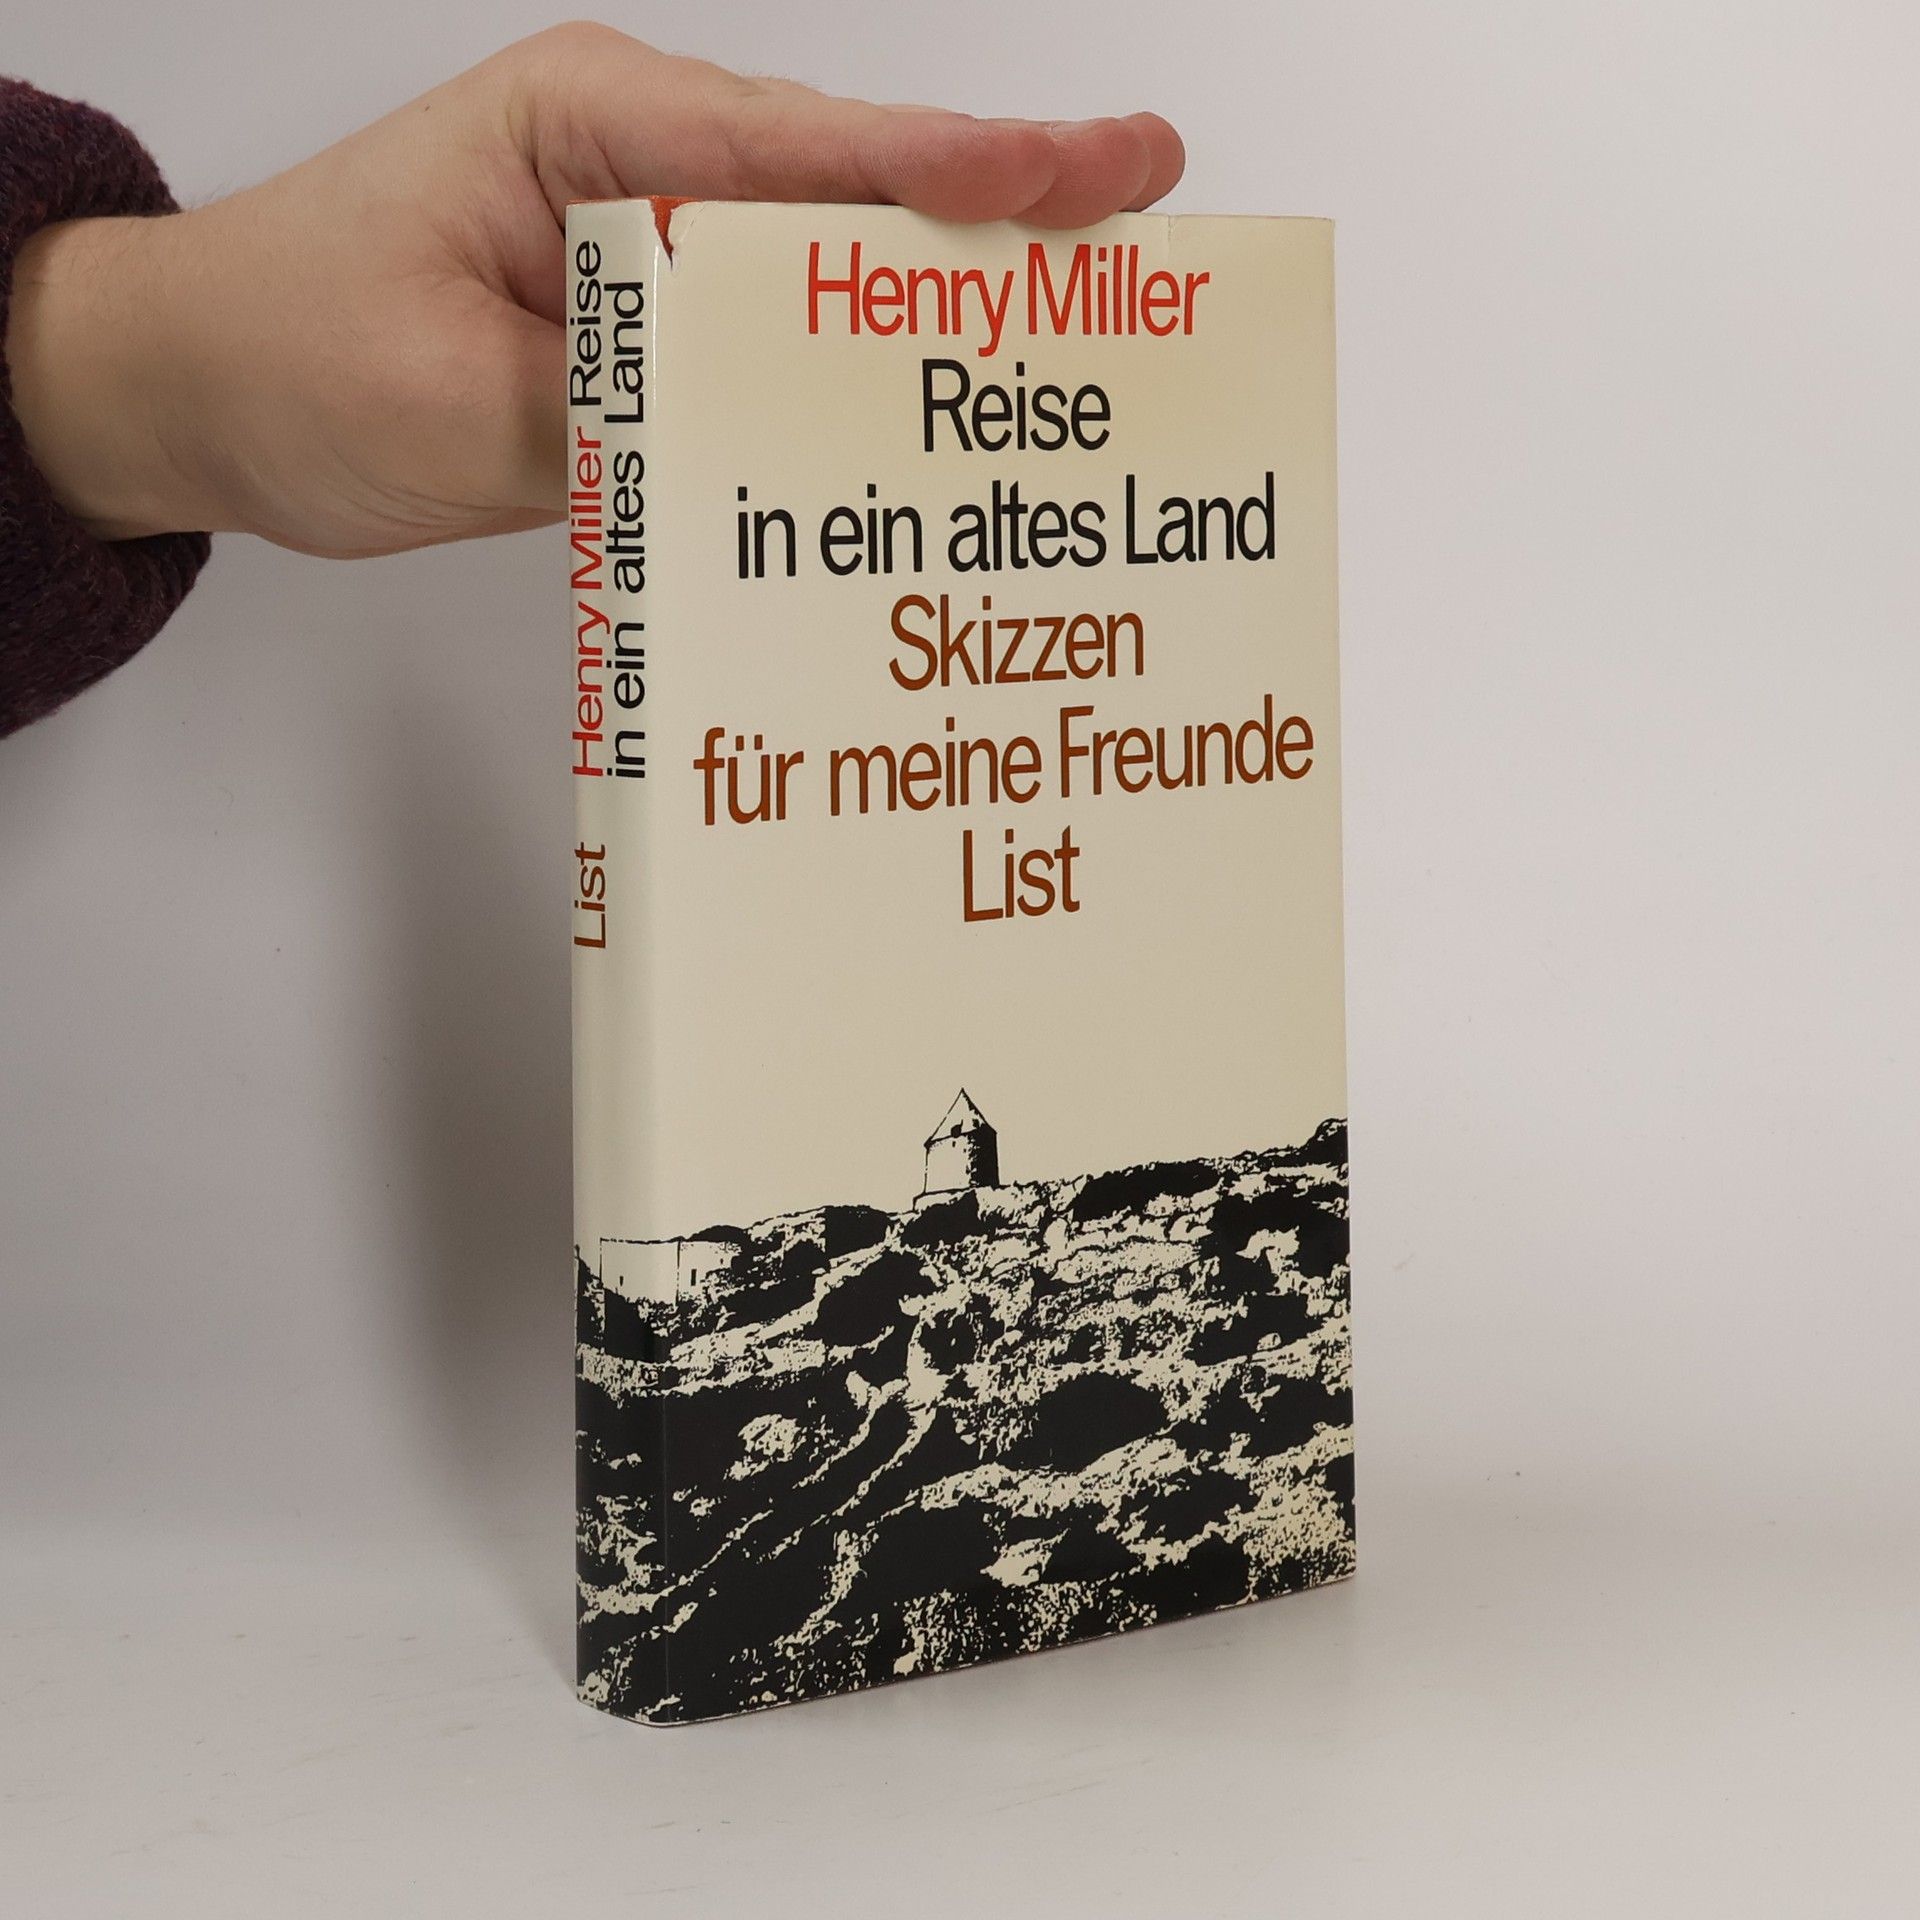 Henry Miller
Reise
in ein altes Land
Skizzen
für meine Freunde
List
List Henry Miller Reise
in ein altes Land